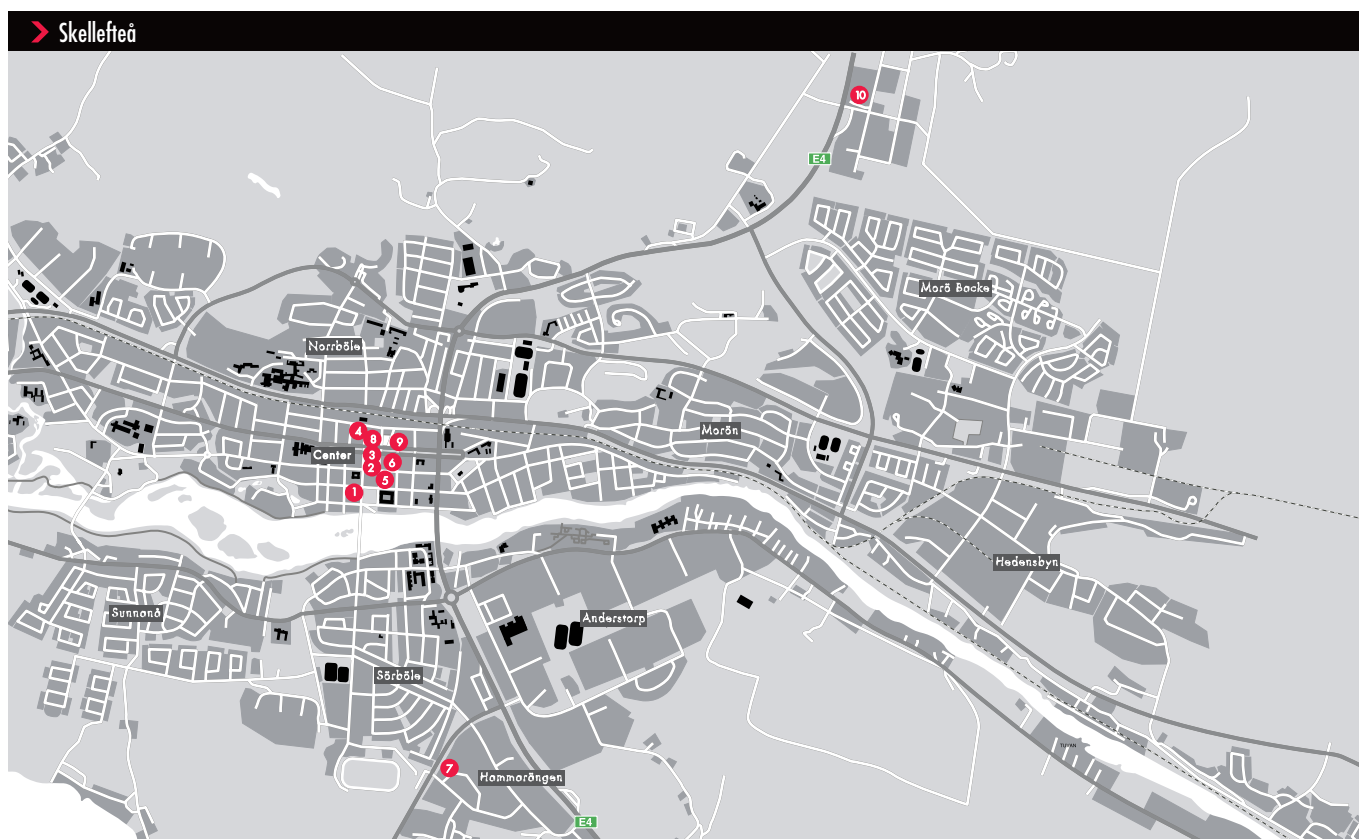 Skellefteå
10
E4
Morö Backe
Norrböle
4
8
9
Morön
Center
3
6
2
5
1
Hedensbyn
Sunnanå
Anderstorp
Sörböle
TUVAN
7
Hammarängen
E4